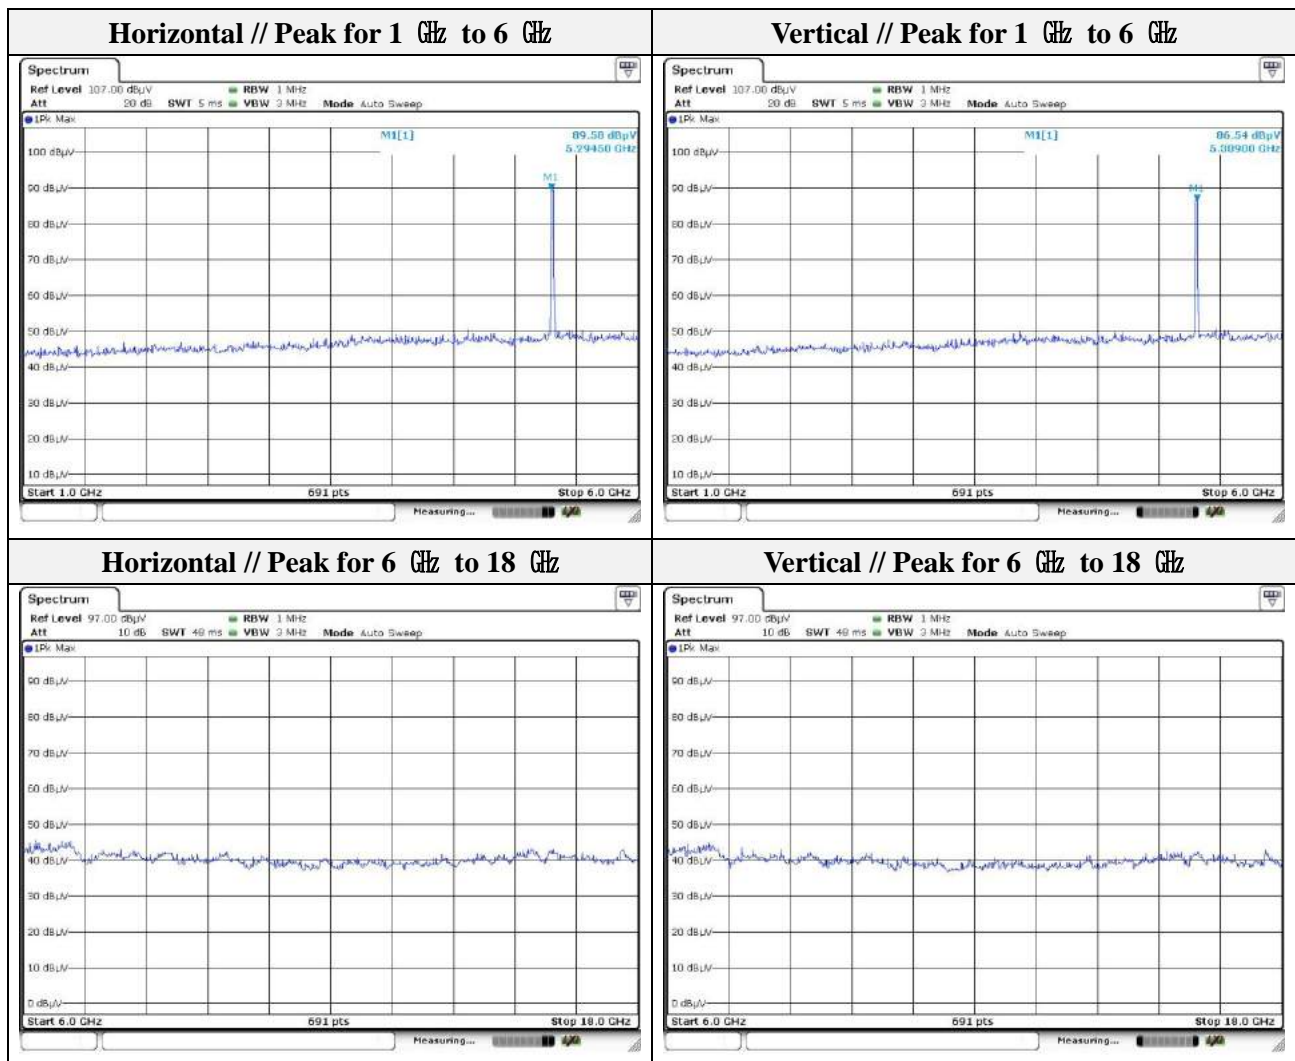 Horizontal // Peak for 1 ㎓ to 6 ㎓
Vertical // Peak for 1 ㎓ to 6 ㎓
Spectrum
Ref Level 107.00 dBµV RBW 1 MHz
Att 20 dB SWT 5 ms VBW 3 MHz Mode Auto Sweep
1Pk Max
M1[1] 89.58 dBµV
5.29450 GHz
M1
100 dBµV
90 dBµV
80 dBµV
70 dBµV
60 dBµV
50 dBµV
40 dBµV
30 dBµV
20 dBµV
10 dBµV
Start 1.0 GHz 691 pts Stop 6.0 GHz
Measuring...
Spectrum
Ref Level 107.00 dBµV RBW 1 MHz
Att 20 dB SWT 5 ms VBW 3 MHz Mode Auto Sweep
1Pk Max
M1[1] 86.54 dBµV
GHz
M1
100 dBµV
90 dBµV
80 dBµV
70 dBµV
60 dBµV
50 dBµV
40 dBµV
30 dBµV
20 dBµV
10 dBµV
Start 1.0 GHz 691 pts Stop 6.0 GHz
Measuring...
Horizontal // Peak for 6 ㎓ to 18 ㎓
Vertical // Peak for 6 ㎓ to 18 ㎓
Spectrum
Ref Level 97.00 dBµV RBW 1 MHz
Att 10 dB SWT 48 ms VBW 3 MHz Mode Auto Sweep
1Pk Max
90 dBµV
80 dBµV
70 dBµV
60 dBµV
50 dBµV
40 dBµV
30 dBµV
20 dBµV
10 dBµV
0 dBµV
Start 6.0 GHz 691 pts Stop 18.0 GHz
Measuring...
Spectrum
Ref Level 97.00 dBµV RBW 1 MHz
Att 10 dB SWT 48 ms VBW 3 MHz Mode Auto Sweep
1Pk Max
90 dBµV
80 dBµV
70 dBµV
60 dBµV
50 dBµV
40 dBµV
30 dBµV
20 dBµV
10 dBµV
0 dBµV
Start 6.0 GHz 691 pts Stop 18.0 GHz
Measuring...